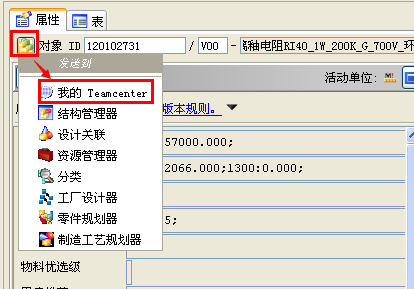 属性 表
对象 ID 120102731 / V00 - 轴电阻RI40_1W_200K_G_700V_环
发送到
活动单位:
我的 Teamcenter
版本规则。
结构管理器
57000.000;
设计关联
2066.000;1300:0.000;
资源管理器
分类
工厂设计器
零件规划器
5;
制造工艺规划器
物料优选级